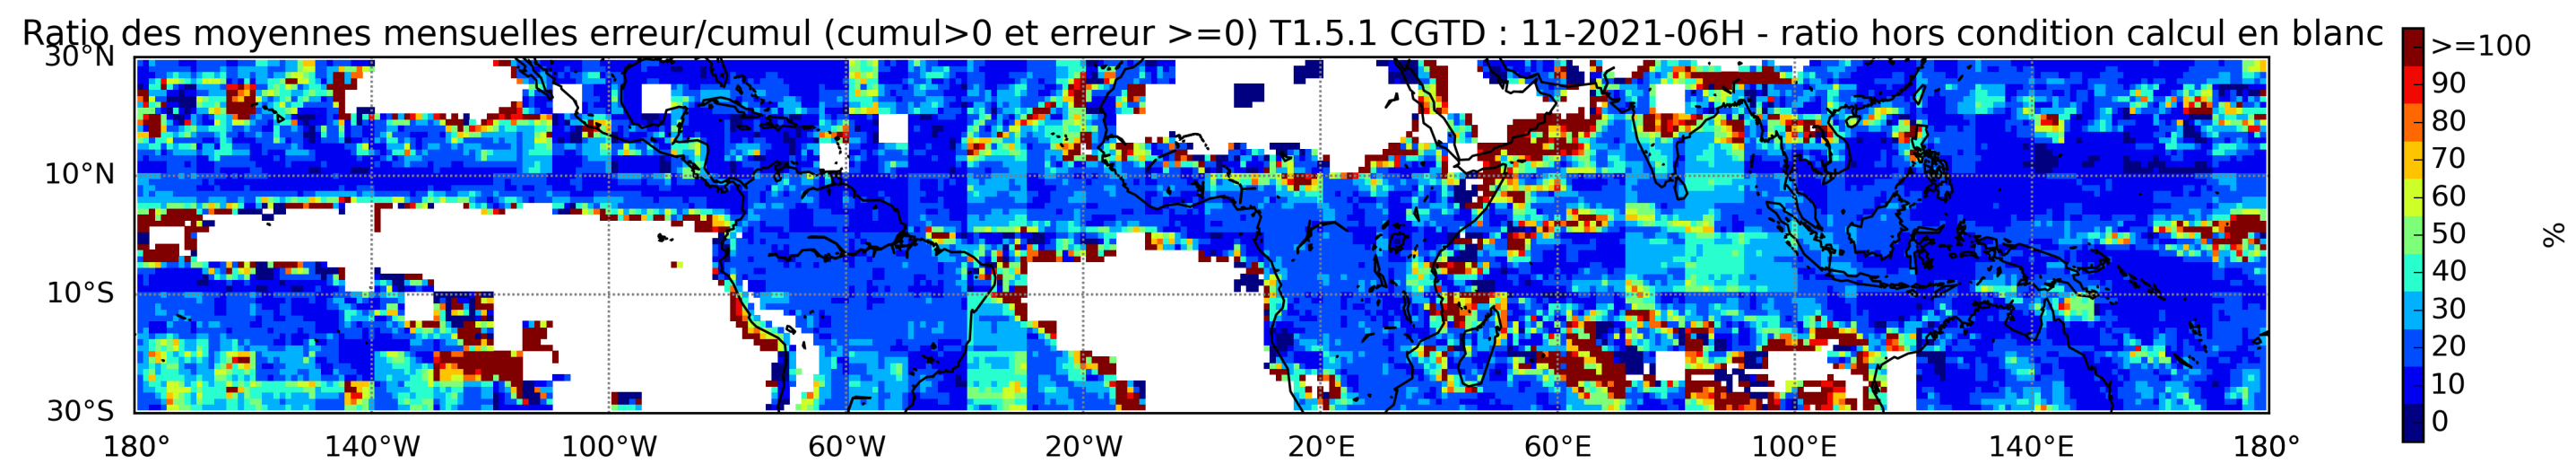 Ratio des moyennes mensuelles erreur/cumul (cumul>0 et erreur >=0) T1.5.1 CGTD : 11-2021-06H - ratio hors condition calcul en blanc
30°N
10°N
10°S
30°S
180°
140°W
100°W
60°W
20°W
20°E
60°E
100°E
140°E
180°
>=100
90
80
70
60
50
40
30
20
10
0
%